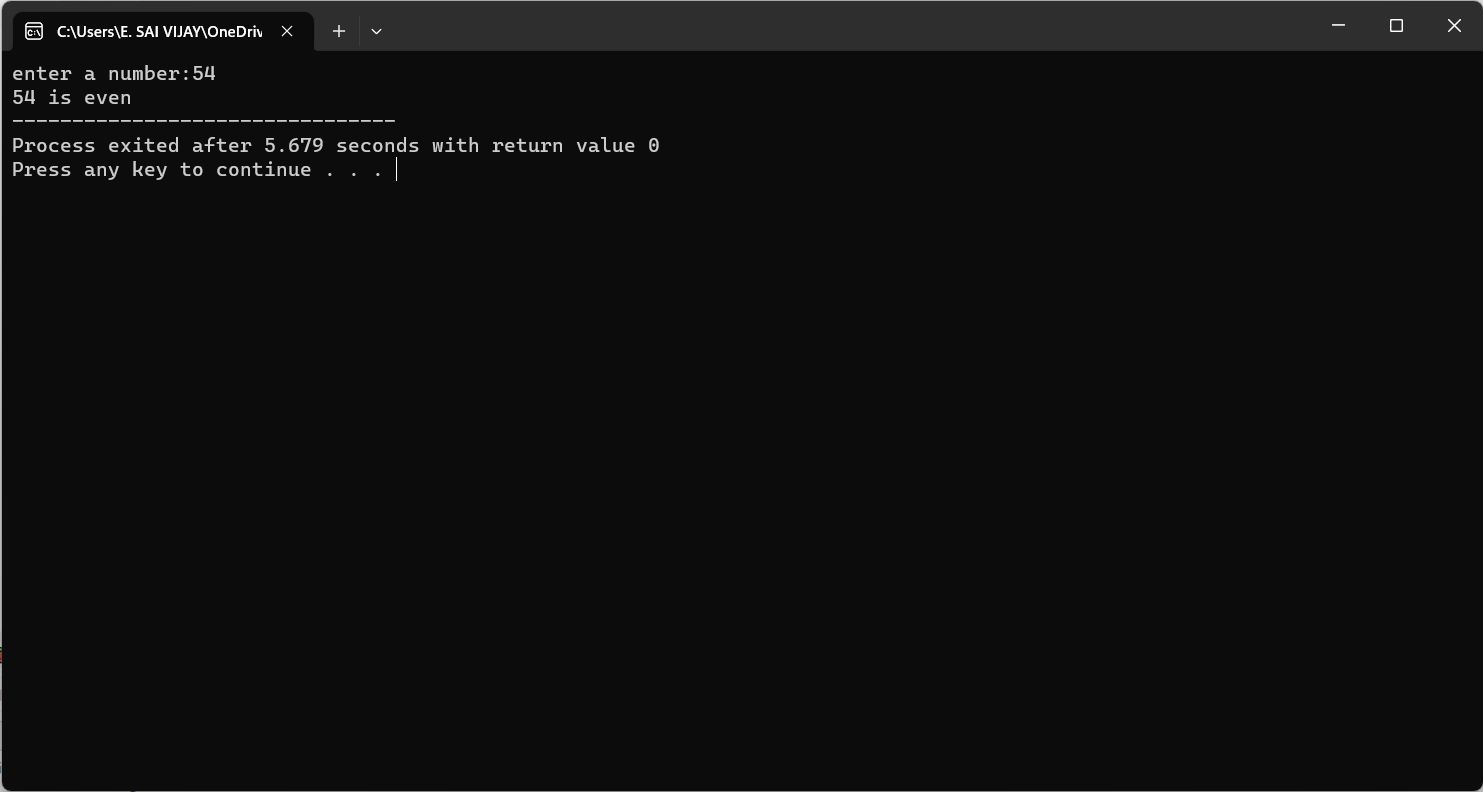 C:\Users\E. SAI VIJAY\OneDriv
enter a number:54
54 is even
--------------------------------
Process exited after 5.679 seconds with return value 0
Press any key to continue . . .